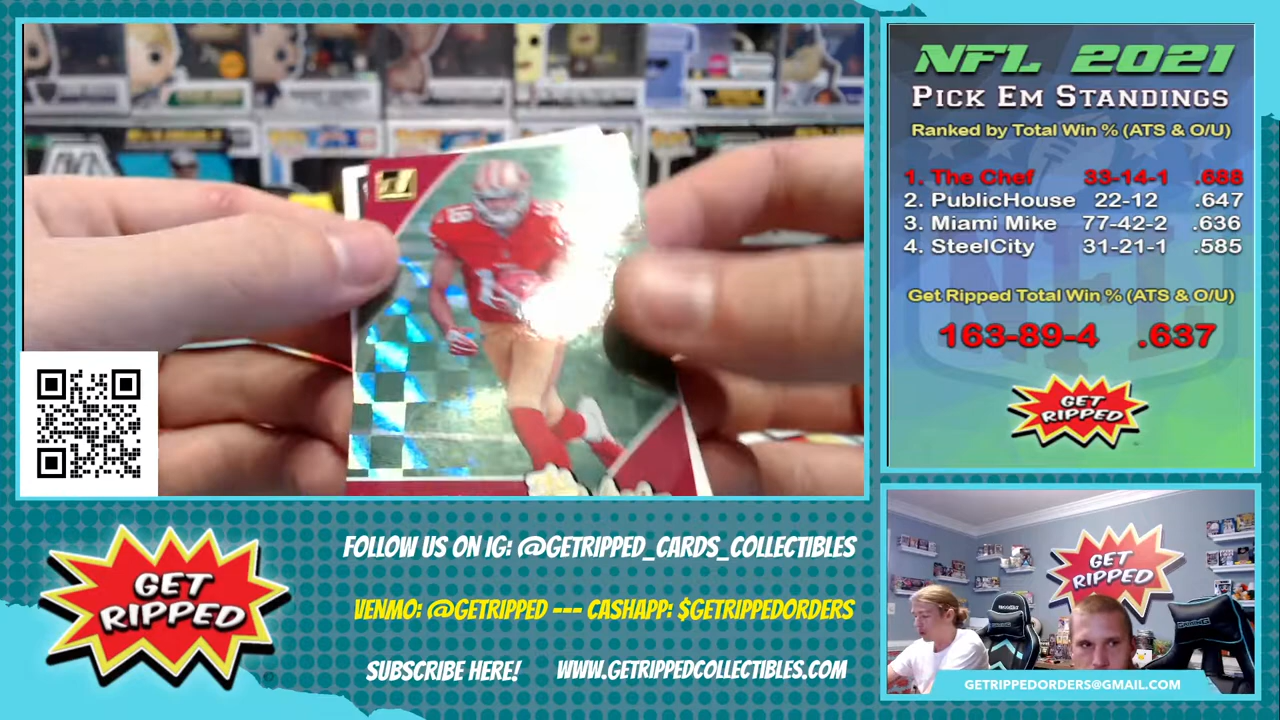 NFL 2021
PICK EM STANDINGS
Ranked by Total Win % (ATS & O/U)
1. The Chef 33-14-1 .688
2. PublicHouse 22-12 .647
3. Miami Mike 77-42-2 .636
4. SteelCity 31-21-1 .585
Get Ripped Total Win % (ATS & O/U)
163-89-4 .637
GET
RIPPED
GET
RIPPED
FOLLOW US ON IG: @GETRIPPED_CARDS_COLLECTIBLES
VENMO: @GETRIPPED --- CASHAPP: $GETRIPPEDORDERS
SUBSCRIBE HERE! WWW.GETRIPPEDCOLLECTIBLES.COM
GET
RIPPED
GETRIPPEDORDERS@GMAIL.COM